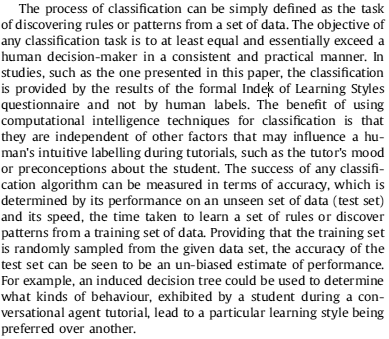 The process of classification can be simply defined as the task
of discovering rules or patterns from a set of data. The objective of
any classification task is to at least equal and essentially exceed a
human decision-maker in a consistent and practical manner. In
studies, such as the one presented in this paper, the classification
is provided by the results of the formal Index of Learning Styles
questionnaire and not by human labels. The benefit of using
computational intelligence techniques for classification is that
they are independent of other factors that may influence a hu-
man's intuitive labelling during tutorials, such as the tutor's mood
or preconceptions about the student. The success of any classifi-
cation algorithm can be measured in terms of accuracy, which is
determined by its performance on an unseen set of data (test set)
and its speed, the time taken to learn a set of rules or discover
patterns from a training set of data. Providing that the training set
is randomly sampled from the given data set, the accuracy of the
test set can be seen to be an un-biased estimate of performance.
For example, an induced decision tree could be used to determine
what kinds of behaviour, exhibited by a student during a con-
versational agent tutorial, lead to a particular learning style being
preferred over another.